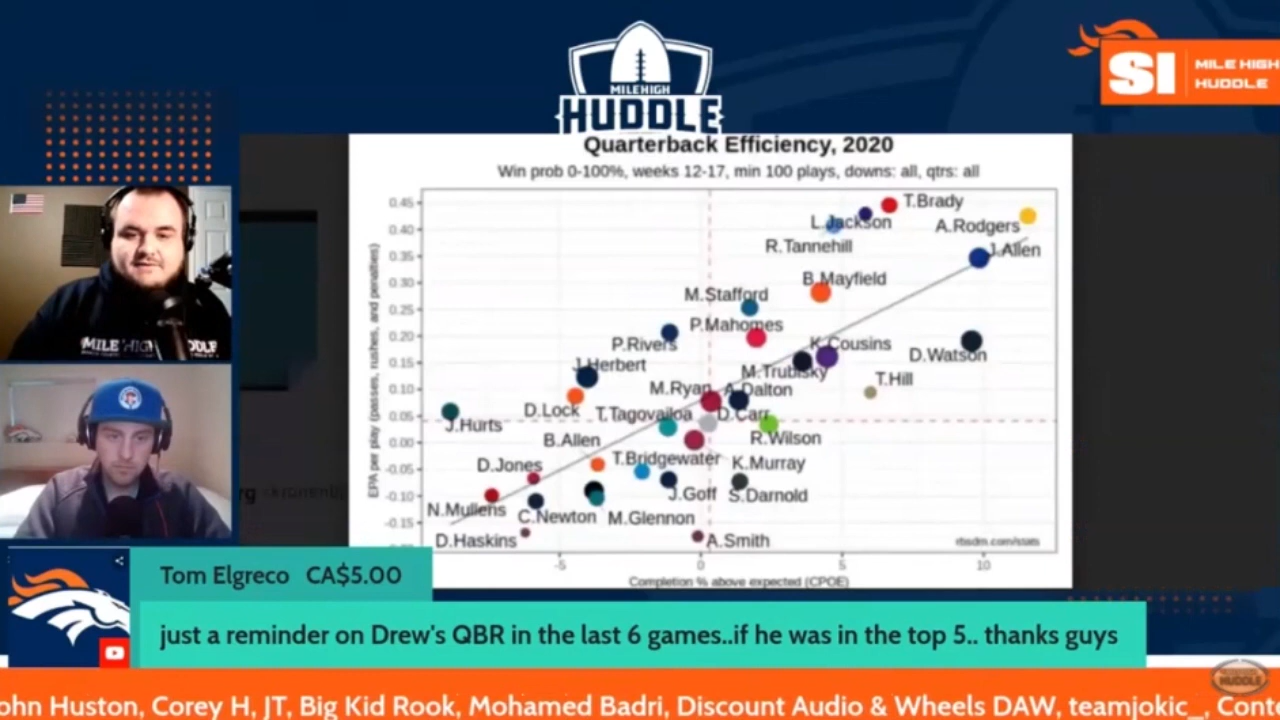 MILEHIGH
HUDDLE
SI
MILE HIGH
HUDDLE
Quarterback Efficiency, 2020
Win prob 0-100%, weeks 12-17, min 100 plays, downs: all, qtrs: all
EPA per play (passes, rushes, and penalties)
0.45
0.40
0.35
0.30
0.25
0.20
0.15
0.10
0.05
0.00
-0.05
-0.10
-0.15
T.Brady
L.Jackson
A.Rodgers
R.Tannehill
J.Allen
B.Mayfield
M.Stafford
P.Mahomes
P.Rivers
K.Cousins
D.Watson
J.Herbert
M.Trubisky
T.Hill
M.Ryan
A.Dalton
D.Lock
T.Tagovailoa
D.Carr
J.Hurts
B.Allen
R.Wilson
T.Bridgewater
K.Murray
D.Jones
J.Goff
S.Darnold
N.Mullens
C.Newton
M.Glennon
D.Haskins
A.Smith
rbsdm.com/stats
-5
0
5
10
Completion % above expected (CPOE)
MILE HIGH HUDDLE
Tom Elgreco CA$5.00
just a reminder on Drew's QBR in the last 6 games..if he was in the top 5.. thanks guys
HUDDLE
ohn Huston, Corey H, JT, Big Kid Rook, Mohamed Badri, Discount Audio & Wheels DAW, teamjokic_, Conte